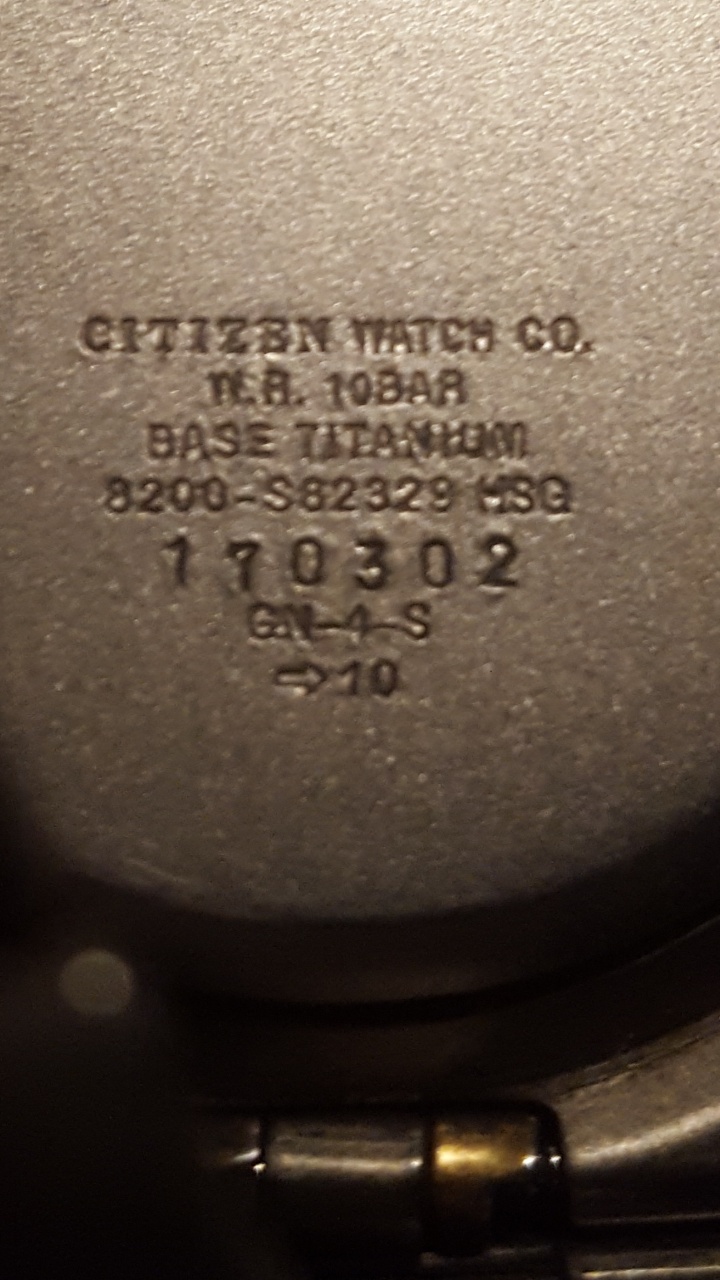 CITIZEN WATCH CO.
W.R. 10BAR
BASE TITANIUM
8200-S82329 HSG
170302
GN-4-S
⇨10